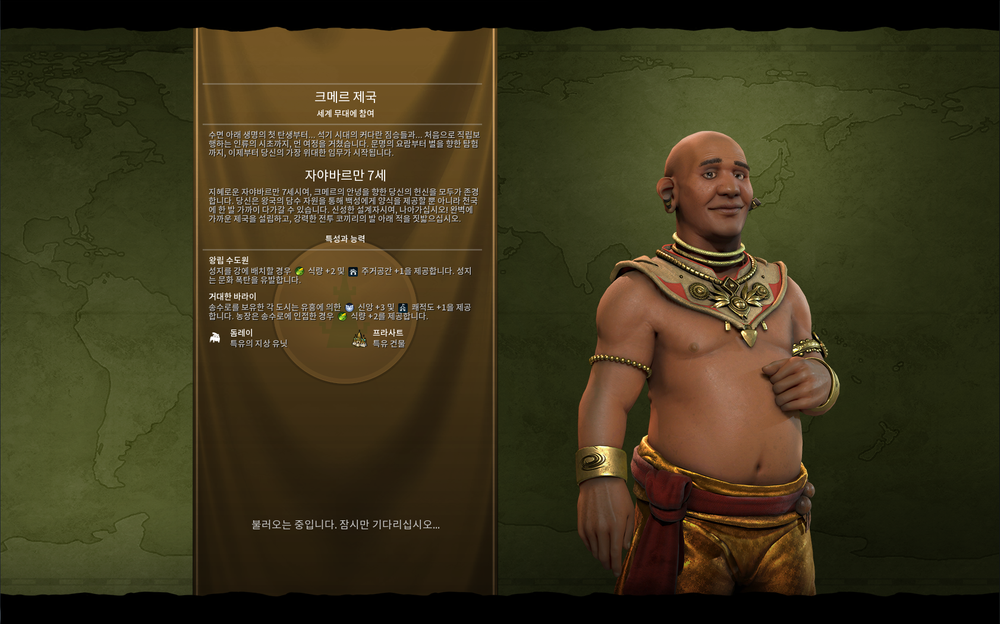 크메르 제국
세계 무대에 참여
수면 아래 생명의 첫 탄생부터... 석기 시대의 커다란 짐승들과... 처음으로 직립보
행하는 인류의 시초까지, 먼 여정을 거쳤습니다. 문명의 요람부터 별을 향한 탐험
까지, 이제부터 당신의 가장 위대한 임무가 시작됩니다.
자야바르만 7세
지혜로운 자야바르만 7세시여, 크메르의 안녕을 향한 당신의 헌신을 모두가 존경
합니다. 당신은 왕국의 담수 자원을 통해 백성에게 양식을 제공할 뿐 아니라 천국
에 한 발 가까이 다가갈 수 있습니다. 신성한 설계자시여, 나아가십시오! 완벽에
가까운 제국을 설립하고, 강력한 전투 코끼리의 발 아래 적을 짓밟으십시오.
특성과 능력
왕립 수도원
성지를 강에 배치할 경우 식량 +2 및 주거공간 +1을 제공합니다. 성지
는 문화 폭탄을 유발합니다.
거대한 바라이
송수로를 보유한 각 도시는 유흥에 의한 신앙 +3 및 쾌적도 +1을 제공
합니다. 농장은 송수로에 인접한 경우 식량 +2를 제공합니다.
돔레이
특유의 지상 유닛
프라사트
특유 건물
불러오는 중입니다. 잠시만 기다리십시오...